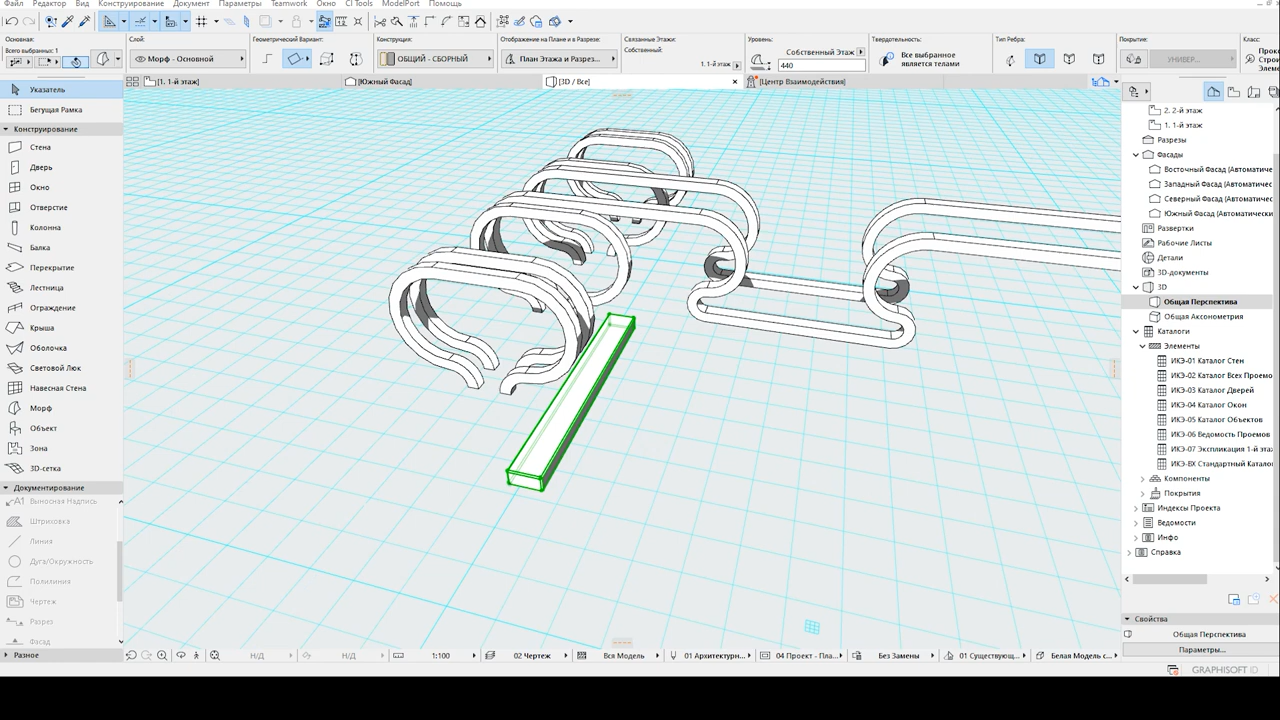 Файл Редактор Вид Конструирование Документ Параметры Teamwork Окно CI Tools ModelPort Помощь
Основная:
Всего выбранных: 1
Слой:
Морф - Основной
Геометрический Вариант:
Конструкция:
ОБЩИЙ - СБОРНЫЙ
Отображение на Плане и в Разрезе:
План Этажа и Разрез...
Связанные Этажи:
Собственный:
1. 1-й этаж
Уровень:
Собственный Этаж
440
Твердотельность:
Все выбранное
является телами
Тип Ребра:
Покрытие:
УНИВЕР...
Класс:
[1. 1-й этаж]
[Южный Фасад]
[3D / Все]
[Центр Взаимодействия]
Указатель
Бегущая Рамка
Конструирование
Стена
Дверь
Окно
Отверстие
Колонна
Балка
Перекрытие
Лестница
Ограждение
Крыша
Оболочка
Световой Люк
Навесная Стена
Морф
Объект
Зона
3D-сетка
Документирование
Выносная Надпись
Штриховка
Линия
Дуга/Окружность
Полилиния
Чертеж
Разрез
Фасад
Разное
2. 2-й этаж
1. 1-й этаж
Разрезы
Фасады
Восточный Фасад (Автоматиче
Западный Фасад (Автоматичес
Северный Фасад (Автоматичес
Южный Фасад (Автоматически
Развертки
Рабочие Листы
Детали
3D-документы
3D
Общая Перспектива
Общая Аксонометрия
Каталоги
Элементы
ИКЭ-01 Каталог Стен
ИКЭ-02 Каталог Всех Проемо
ИКЭ-03 Каталог Дверей
ИКЭ-04 Каталог Окон
ИКЭ-05 Каталог Объектов
ИКЭ-06 Ведомость Проемов
ИКЭ-07 Экспликация 1-й эта
ИКЭ-ВХ Стандартный Катало
Компоненты
Покрытия
Индексы Проекта
Ведомости
Инфо
Справка
Свойства
Общая Перспектива
Параметры...
Н/Д Н/Д 1:100 02 Чертеж Вся Модель 01 Архитектурн... 04 Проект - Пла... Без Замены 01 Существующ... Белая Модель с...
GRAPHISOFT ID